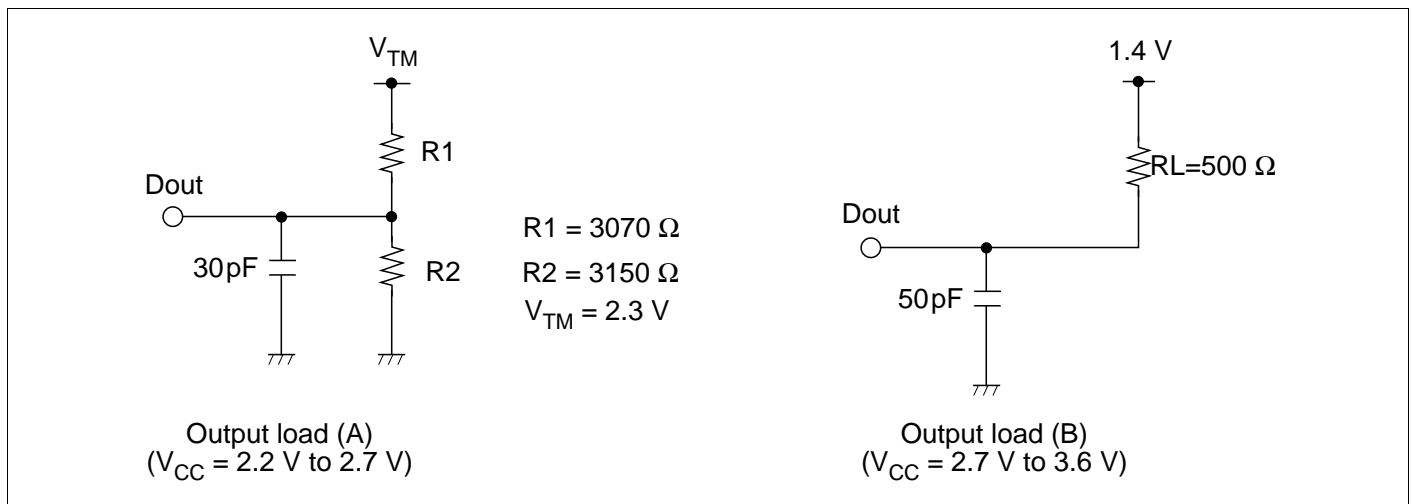 V_TM
R1
Dout
30pF
R2
R1 = 3070 Ω
R2 = 3150 Ω
V_TM = 2.3 V
Output load (A)
(V_CC = 2.2 V to 2.7 V)
1.4 V
RL=500 Ω
Dout
50pF
Output load (B)
(V_CC = 2.7 V to 3.6 V)